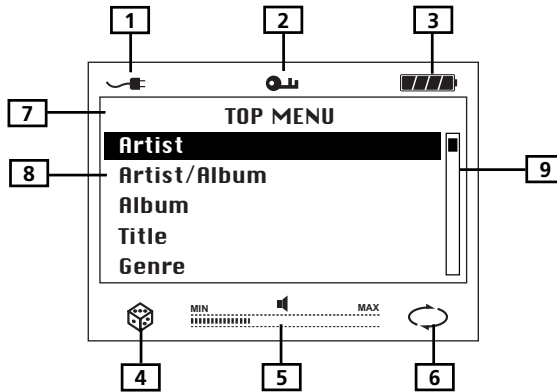 1 2 3
7 TOP MENU
Artist
8 Artist/Album 9
Album
Title
Genre
MIN MAX
4 5 6